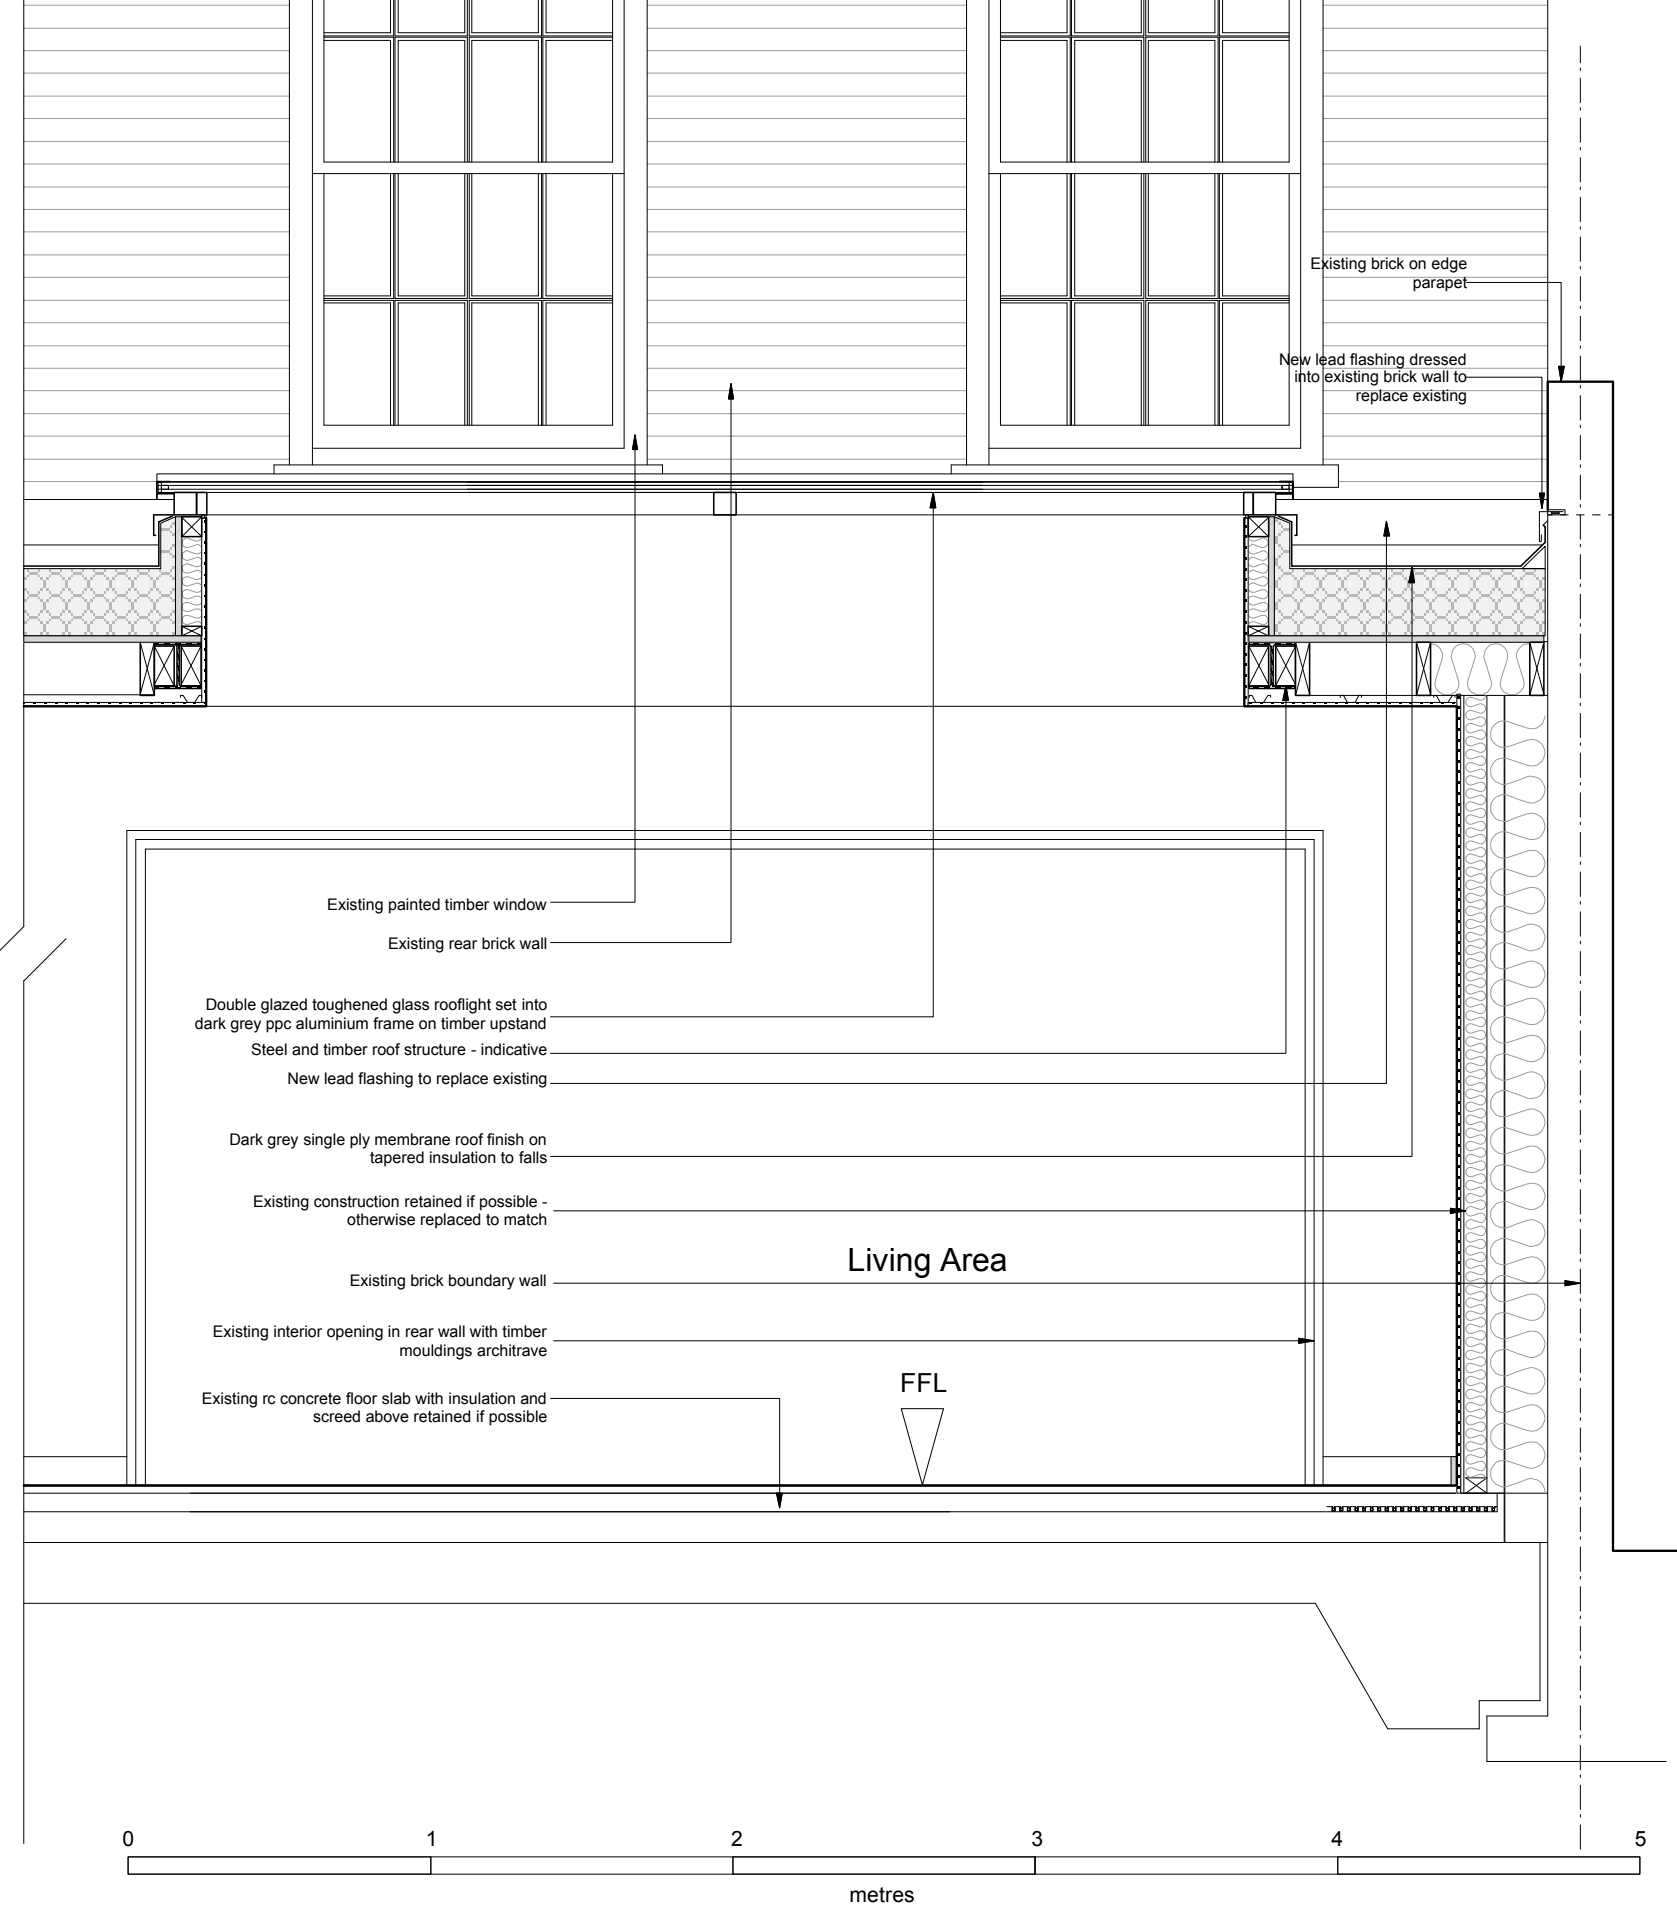 Existing brick on edge
parapet
New lead flashing dressed
into existing brick wall to
replace existing
Existing painted timber window
Existing rear brick wall
Double glazed toughened glass rooflight set into
dark grey ppc aluminium frame on timber upstand
Steel and timber roof structure - indicative
New lead flashing to replace existing
Dark grey single ply membrane roof finish on
tapered insulation to falls
Existing construction retained if possible -
otherwise replaced to match
Living Area
Existing brick boundary wall
Existing interior opening in rear wall with timber
mouldings architrave
FFL
Existing rc concrete floor slab with insulation and
screed above retained if possible
0 1 2 3 4 5
metres